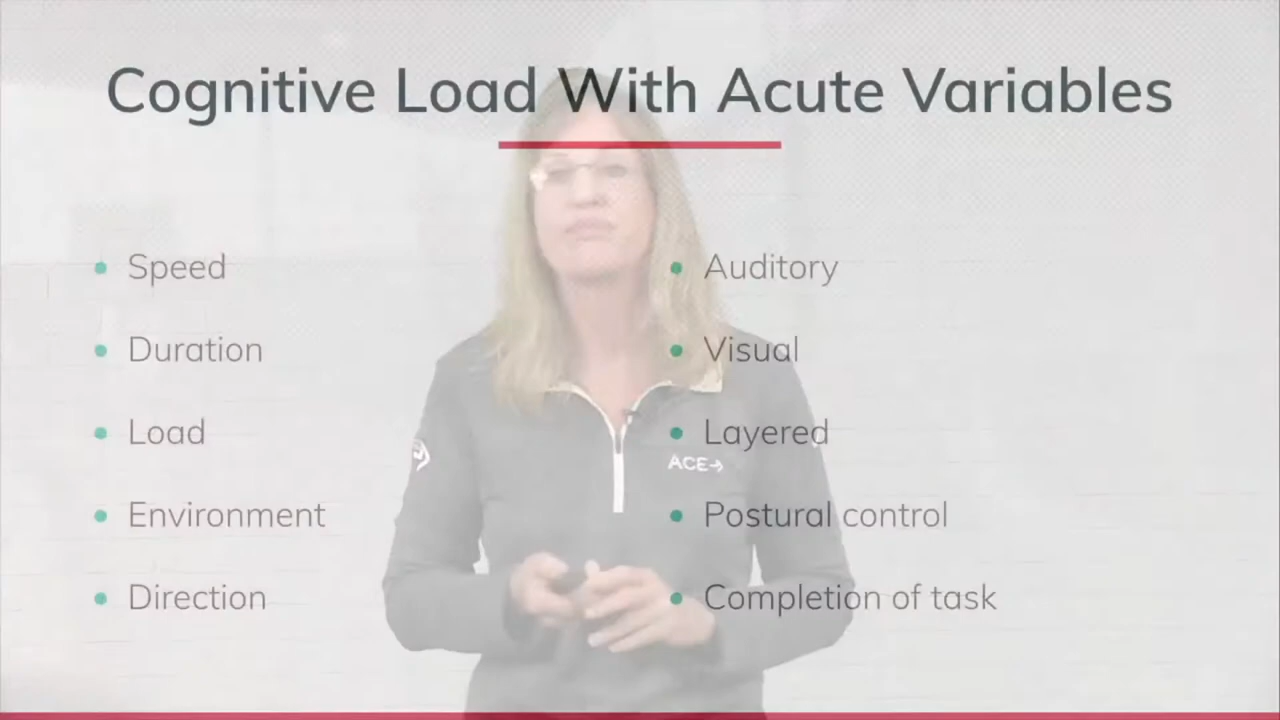 Cognitive Load With Acute Variables
Speed
Duration
Load
Environment
Direction
Auditory
Visual
Layered
Postural control
Completion of task
ACE